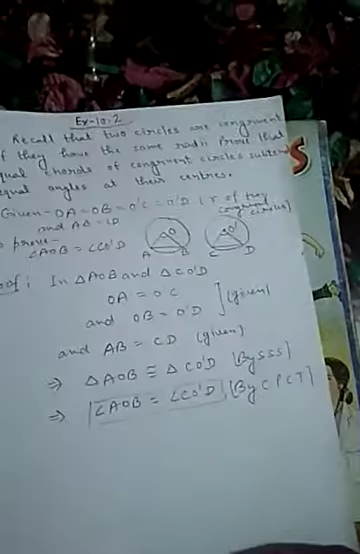 Ex-10.2
Recall that two circles are congruent
if they have the same radii. Prove that
equal chords of congruent circles subtend
equal angles at their centres.
Given - OA = OB = O'C = O'D ( r. of two congruent circles)
and AB = CD
prove -
∠AOB = ∠CO'D
O
A B
O'
C D
oof : In ΔAOB and ΔCO'D
OA = O'C
and OB = O'D ] (given)
and AB = CD (given)
⇒ ΔAOB ≅ ΔCO'D (By SSS)
⇒ ∠AOB = ∠CO'D (By CPCT)
S